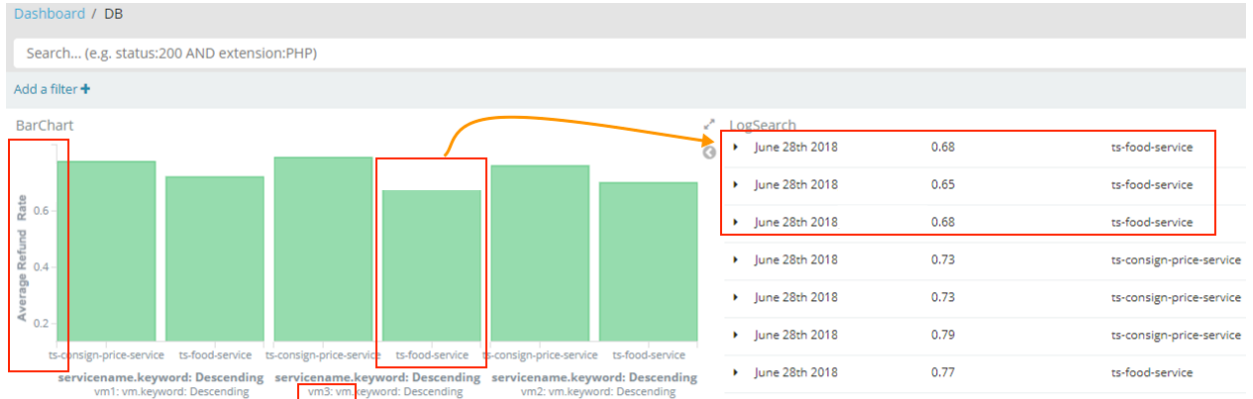 Dashboard / DB
Search... (e.g. status:200 AND extension:PHP)
Add a filter +
BarChart
Average Refund Rate
0.6
0.4
0.2
ts-consign-price-service ts-food-service ts-consign-price-service ts-food-service ts-consign-price-service ts-food-service
servicename.keyword: Descending servicename.keyword: Descending servicename.keyword: Descending
vm1: vm.keyword: Descending vm3: vm.keyword: Descending vm2: vm.keyword: Descending
LogSearch
June 28th 2018 0.68 ts-food-service
June 28th 2018 0.65 ts-food-service
June 28th 2018 0.68 ts-food-service
June 28th 2018 0.73 ts-consign-price-service
June 28th 2018 0.73 ts-consign-price-service
June 28th 2018 0.79 ts-consign-price-service
June 28th 2018 0.77 ts-food-service